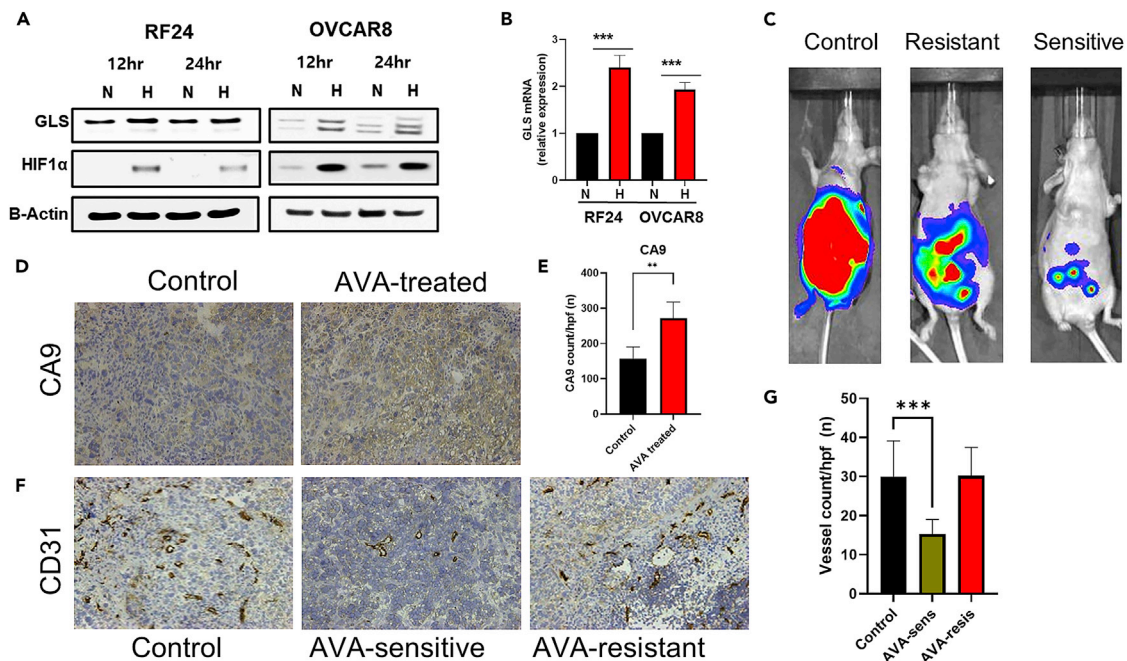 A
RF24
OVCAR8
12hr
24hr
12hr
24hr
N
H
N
H
N
H
N
H
GLS
HIF1α
B-Actin
B
GLS mRNA
(relative expression)
3
2
1
0
***
***
N
H
N
H
RF24
OVCAR8
C
Control
Resistant
Sensitive
D
Control
AVA-treated
CA9
E
CA9
CA9 count/hpf (n)
400
300
200
100
0
**
Control
AVA treated
F
CD31
Control
AVA-sensitive
AVA-resistant
G
Vessel count/hpf (n)
50
40
30
20
10
0
***
Control
AVA-sens
AVA-resis